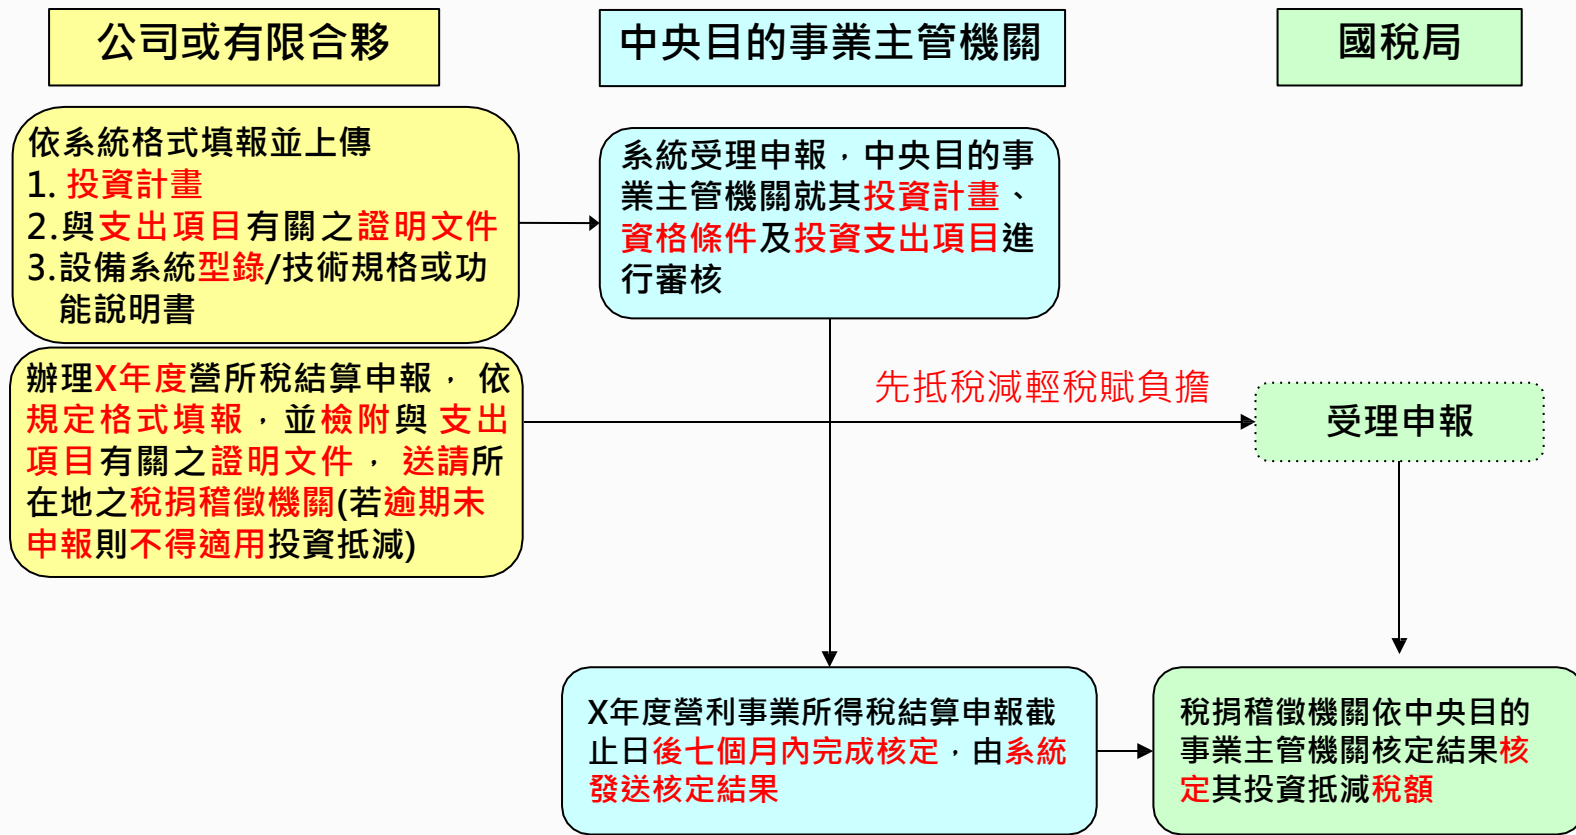 公司或有限合夥
中央目的事業主管機關
國稅局
依系統格式填報並上傳
1. 投資計畫
2.與支出項目有關之證明文件
3.設備系統型錄/技術規格或功
能說明書
系統受理申報，中央目的事
業主管機關就其投資計畫、
資格條件及投資支出項目進
行審核
辦理X年度營所稅結算申報， 依
規定格式填報，並檢附與 支出
項目有關之證明文件， 送請所
在地之稅捐稽徵機關(若逾期未
申報則不得適用投資抵減)
先抵稅減輕稅賦負擔
受理申報
X年度營利事業所得稅結算申報截
止日後七個月內完成核定，由系統
發送核定結果
稅捐稽徵機關依中央目的
事業主管機關核定結果核
定其投資抵減稅額